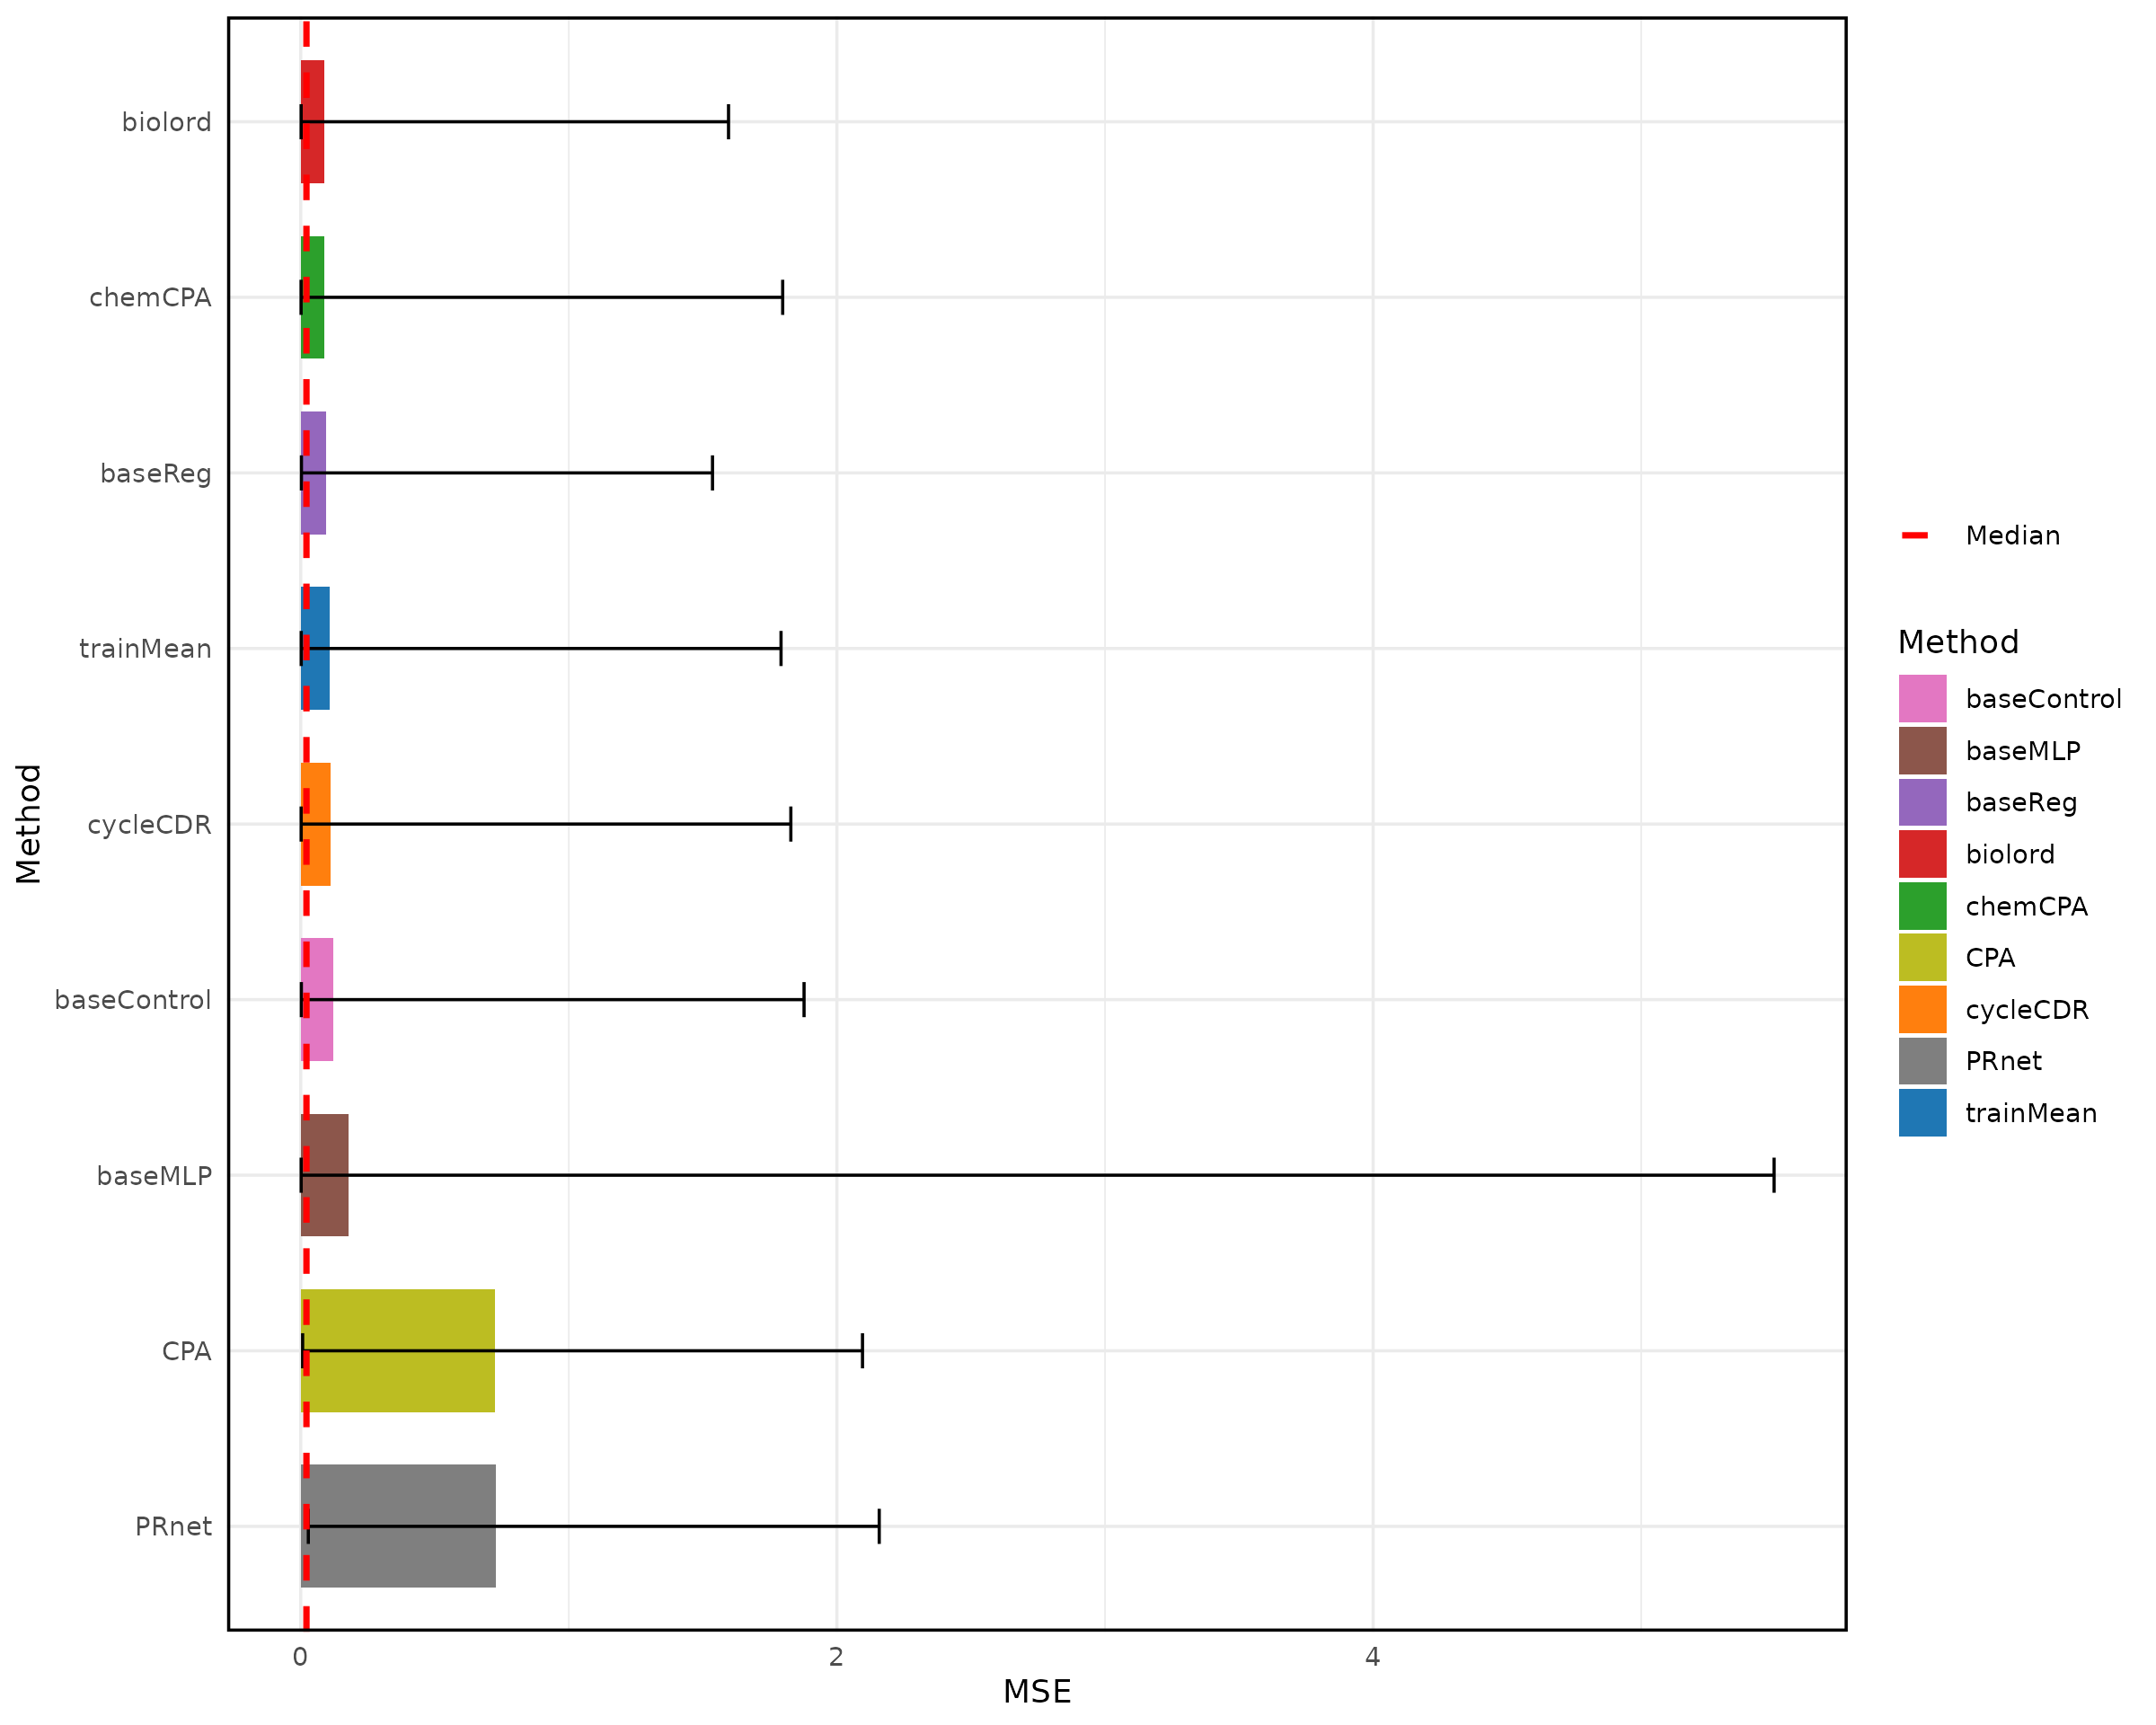 biolord
chemCPA
baseReg
trainMean
cycleCDR
baseControl
baseMLP
CPA
PRnet
Method
0 2 4
MSE
Median
Method
baseControl
baseMLP
baseReg
biolord
chemCPA
CPA
cycleCDR
PRnet
trainMean